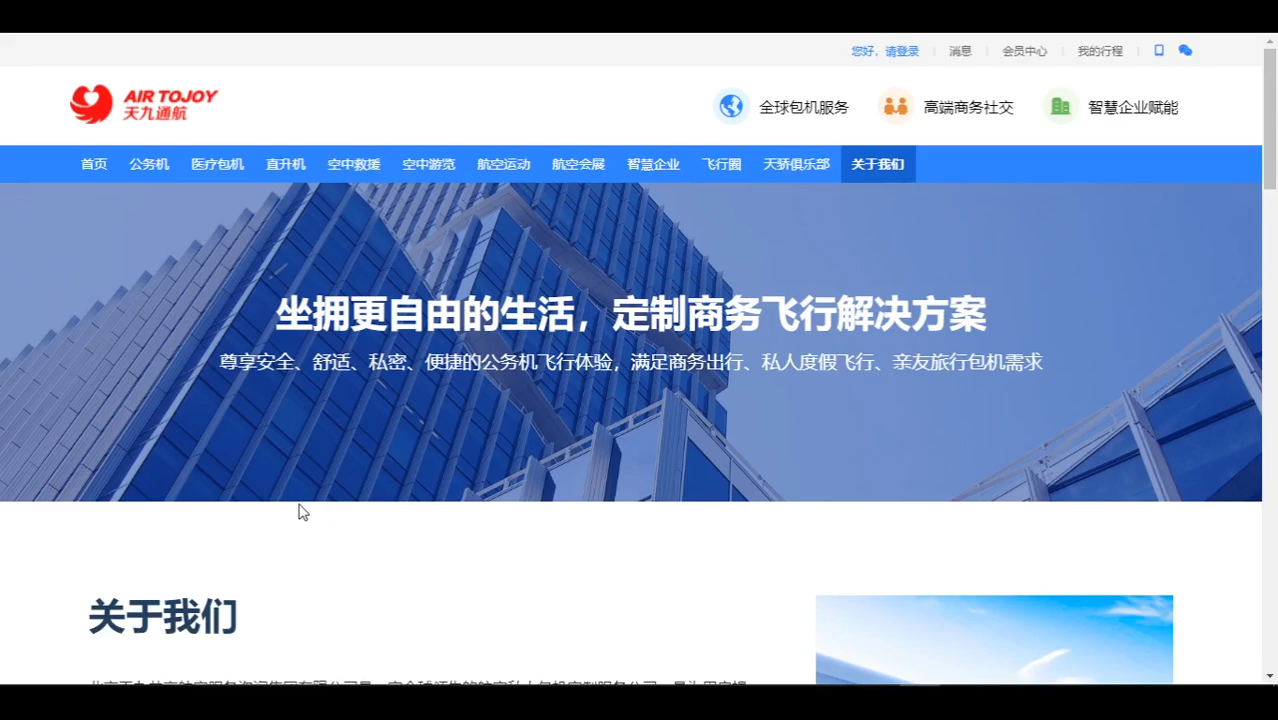 您好，请登录 消息 会员中心 我的行程
AIR TOJOY
天九通航
全球包机服务 高端商务社交 智慧企业赋能
首页 公务机 医疗包机 直升机 空中救援 空中游览 航空运动 航空会展 智慧企业 飞行圈 天骄俱乐部 关于我们
坐拥更自由的生活，定制商务飞行解决方案
尊享安全、舒适、私密、便捷的公务机飞行体验，满足商务出行、私人度假飞行、亲友旅行包机需求
关于我们